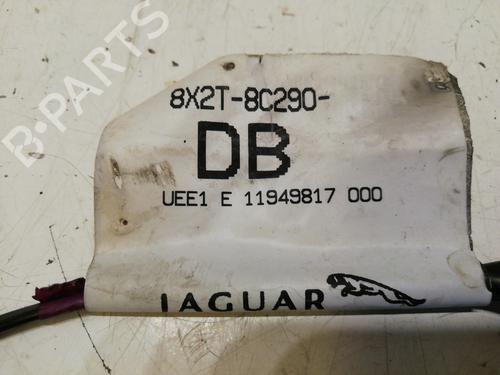 B-PARTS
8X2T-8C290-
DB
UEE1 E 11949817 000
JAGUAR